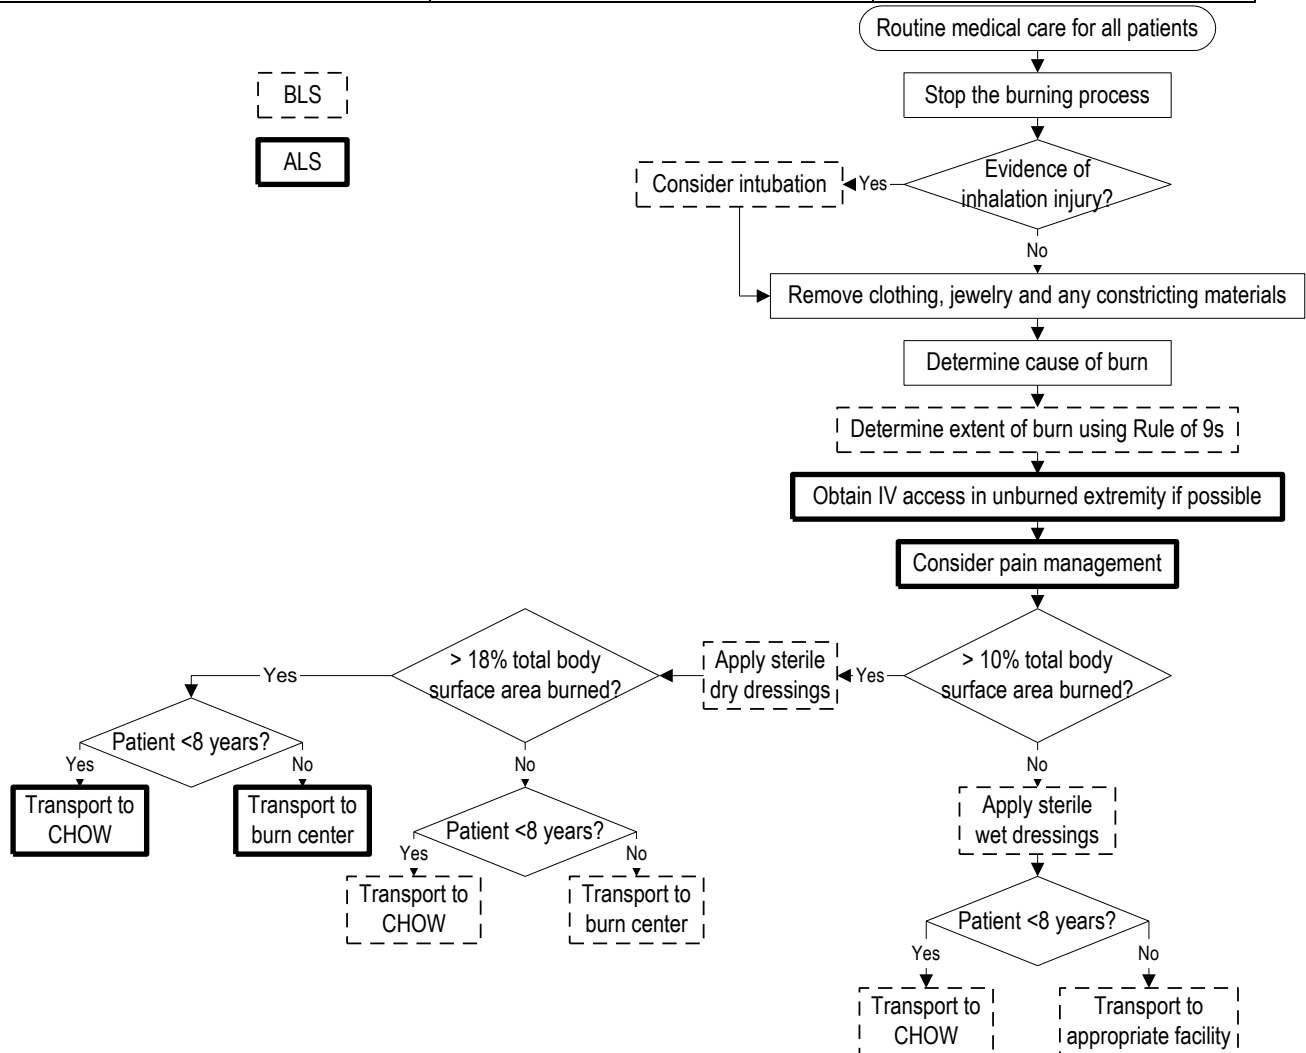 Routine medical care for all patients
BLS
Stop the burning process
ALS
Evidence of
inhalation injury?
Yes
Consider intubation
No
Remove clothing, jewelry and any constricting materials
Determine cause of burn
Determine extent of burn using Rule of 9s
Obtain IV access in unburned extremity if possible
Consider pain management
> 10% total body
surface area burned?
Yes
Apply sterile
dry dressings
> 18% total body
surface area burned?
Yes
Patient <8 years?
Yes
No
Transport to
CHOW
Transport to
burn center
No
Patient <8 years?
Yes
No
Transport to
CHOW
Transport to
burn center
No
Apply sterile
wet dressings
Patient <8 years?
Yes
No
Transport to
CHOW
Transport to
appropriate facility